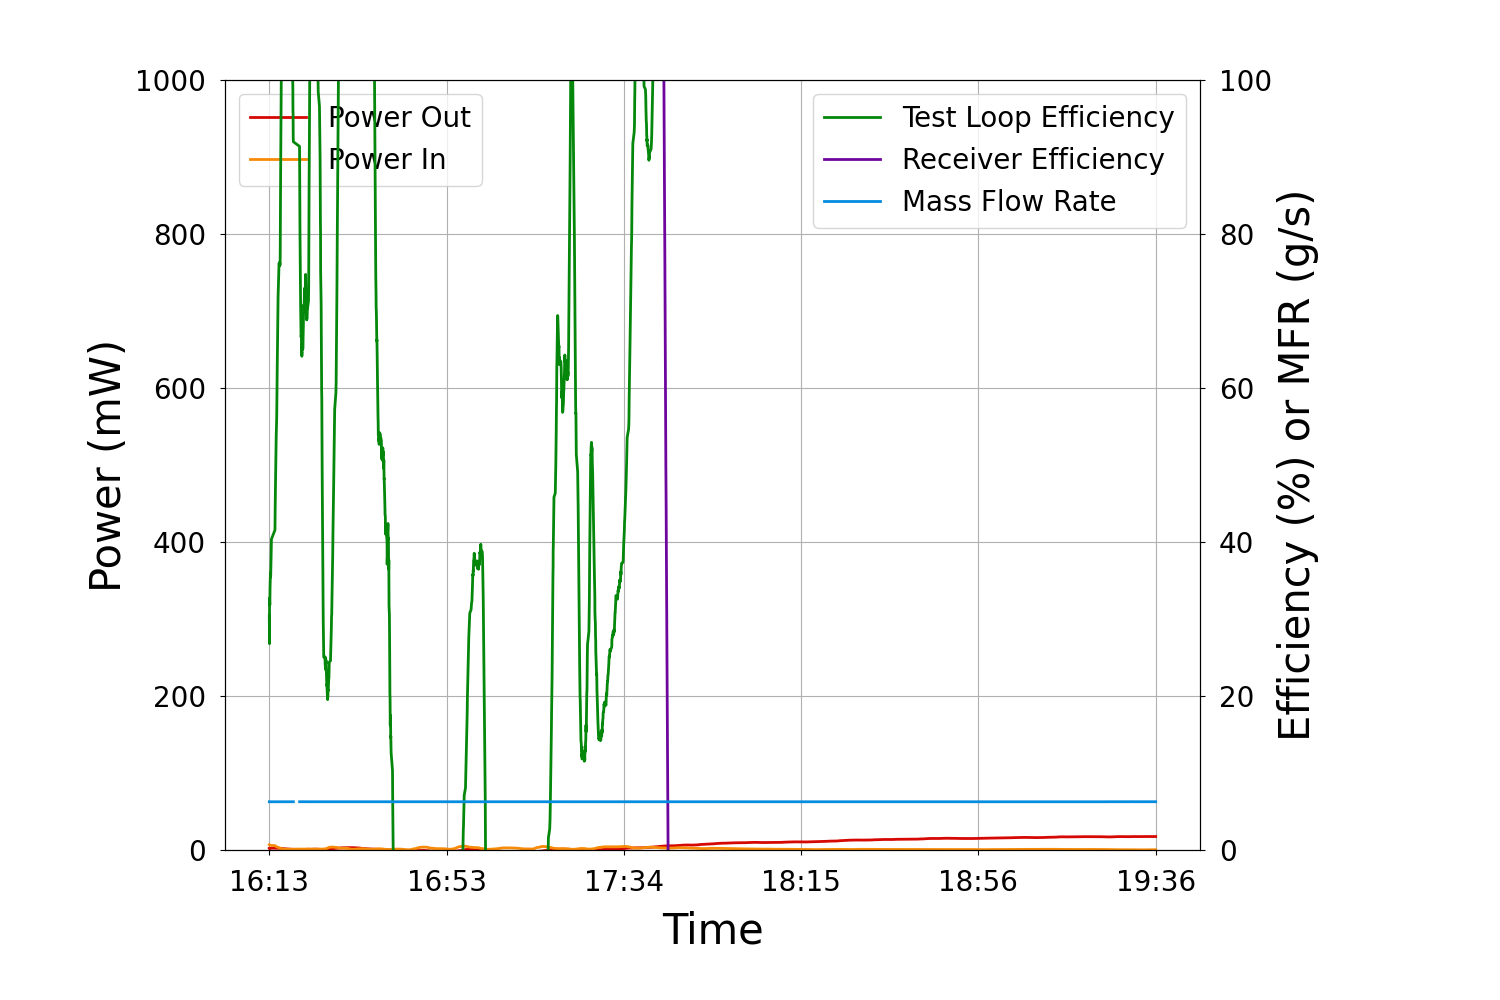 1000
800
600
400
200
0
Power (mW)
Power Out
Power In
Test Loop Efficiency
Receiver Efficiency
Mass Flow Rate
100
80
60
40
20
0
Efficiency (%) or MFR (g/s)
16:13 16:53 17:34 18:15 18:56 19:36
Time